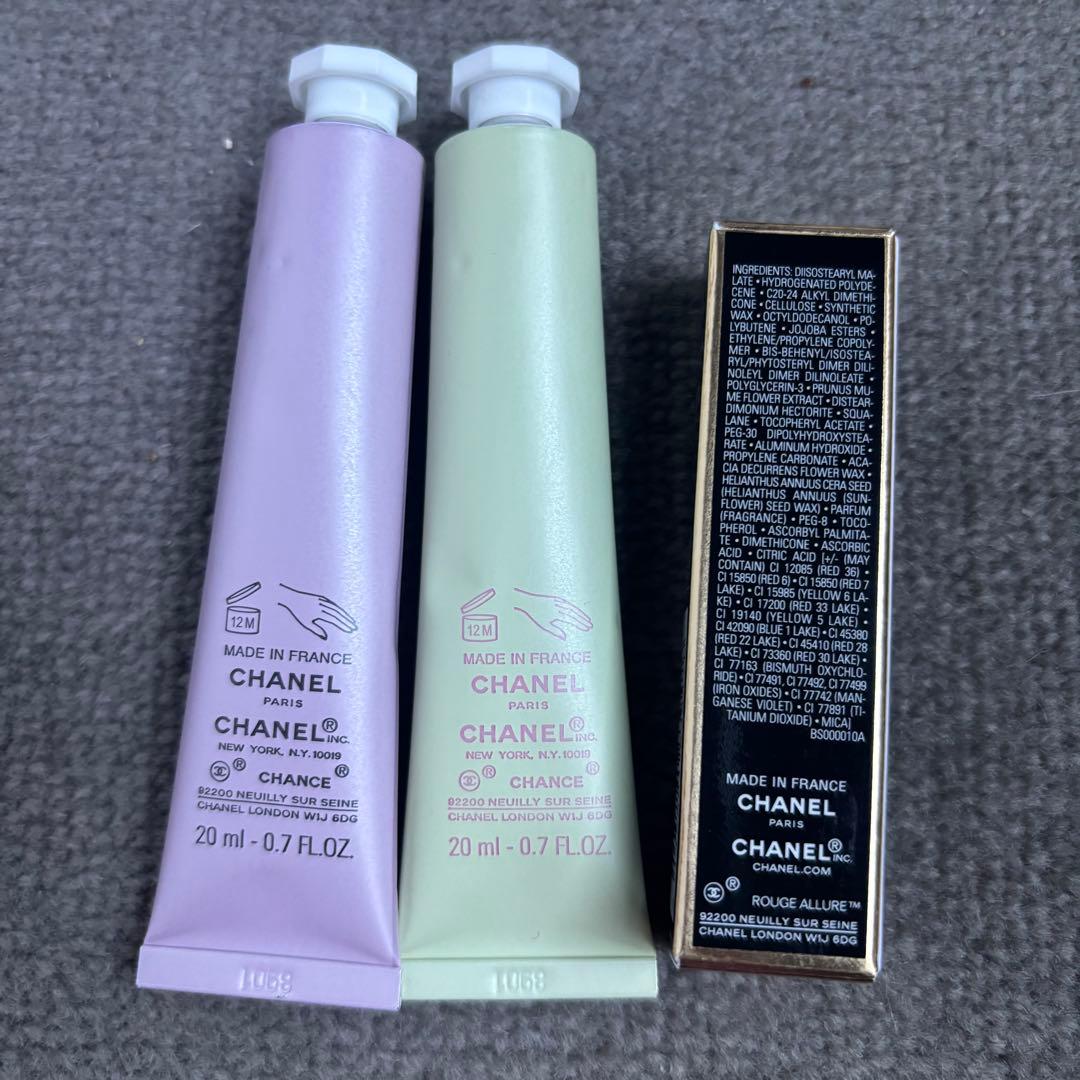 12 M
MADE IN FRANCE
CHANEL
PARIS
CHANEL® INC.
NEW YORK, N.Y. 10019
® CHANCE®
92200 NEUILLY SUR SEINE
CHANEL LONDON W1J 6DG
20 ml - 0.7 FL.OZ.
12 M
MADE IN FRANCE
CHANEL
PARIS
CHANEL® INC.
NEW YORK, N.Y. 10019
® CHANCE®
92200 NEUILLY SUR SEINE
CHANEL LONDON W1J 6DG
20 ml - 0.7 FL.OZ.
INGREDIENTS: DIISOSTEARYL MA-
LATE • HYDROGENATED POLYDE-
CENE • C20-24 ALKYL DIMETHI-
CONE • CELLULOSE • SYNTHETIC
WAX • OCTYLDODECANOL • PO-
LYBUTENE • JOJOBA ESTERS •
ETHYLENE/PROPYLENE COPOLY-
MER • BIS-BEHENYL/ISOSTEA-
RYL/PHYTOSTERYL DIMER DILI-
NOLEYL DIMER DILINOLEATE •
POLYGLYCERIN-3 • PRUNUS MU-
ME FLOWER EXTRACT • DISTEAR-
DIMONIUM HECTORITE • SQUA-
LANE • TOCOPHERYL ACETATE •
PEG-30 DIPOLYHYDROXYSTEA-
RATE • ALUMINUM HYDROXIDE •
PROPYLENE CARBONATE • ACA-
CIA DECURRENS FLOWER WAX •
HELIANTHUS ANNUUS CERA SEED
(HELIANTHUS ANNUUS (SUN-
FLOWER) SEED WAX) • PARFUM
(FRAGRANCE) • PEG-8 • TOCO-
PHEROL • ASCORBYL PALMITA-
TE • DIMETHICONE • ASCORBIC
ACID • CITRIC ACID [+/- (MAY
CONTAIN) CI 12085 (RED 36) •
CI 15850 (RED 6) • CI 15850 (RED 7
LAKE) • CI 15985 (YELLOW 6 LA-
KE) • CI 17200 (RED 33 LAKE) •
CI 19140 (YELLOW 5 LAKE) •
CI 42090 (BLUE 1 LAKE) • CI 45380
(RED 22 LAKE) • CI 45410 (RED 28
LAKE) • CI 73360 (RED 30 LAKE) •
CI 77163 (BISMUTH OXYCHLO-
RIDE) • CI 77491, CI 77492, CI 77499
(IRON OXIDES) • CI 77742 (MAN-
GANESE VIOLET) • CI 77891 (TI-
TANIUM DIOXIDE) • MICA]
BS000010A
MADE IN FRANCE
CHANEL
PARIS
CHANEL® INC.
CHANEL.COM
® ROUGE ALLURE™
92200 NEUILLY SUR SEINE
CHANEL LONDON W1J 6DG